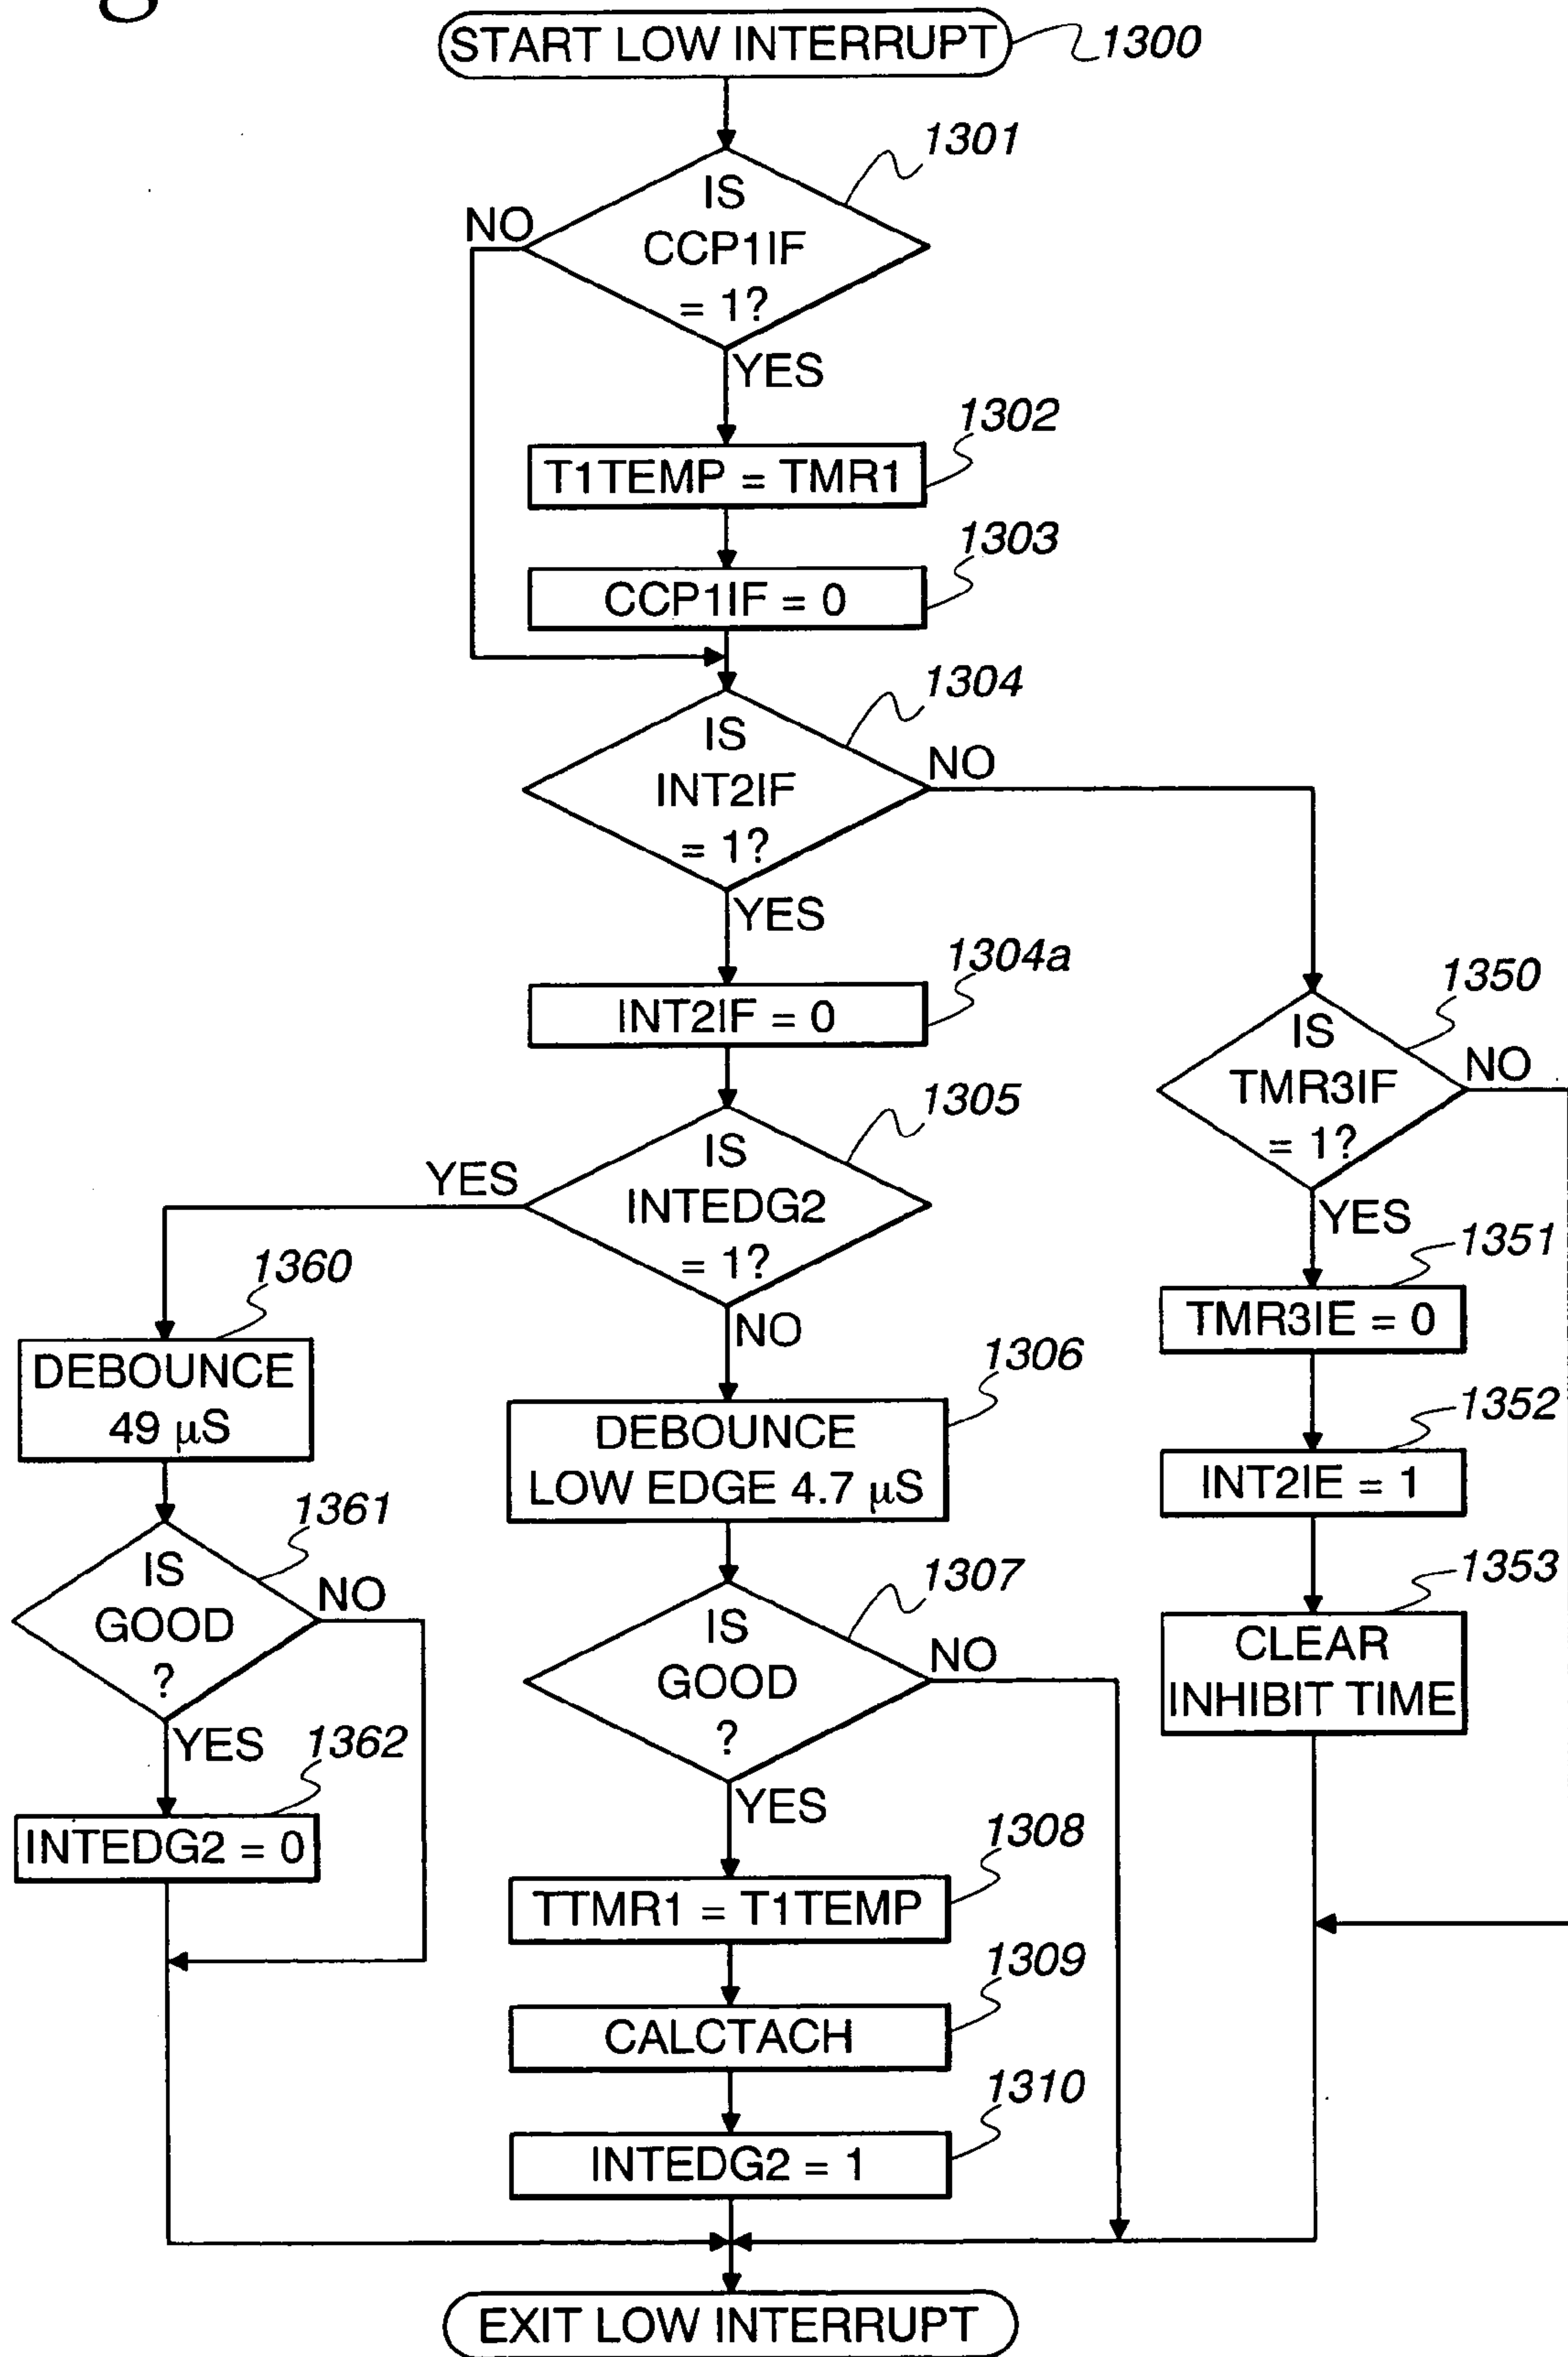 g
START LOW INTERRUPT
1300
1301
IS
CCP1IF
= 1?
NO
YES
1302
T1TEMP = TMR1
1303
CCP1IF = 0
1304
IS
INT2IF
= 1?
NO
YES
1304a
INT2IF = 0
1350
IS
TMR3IF
= 1?
NO
YES
1305
IS
INTEDG2
= 1?
YES
NO
1351
TMR3IE = 0
1360
DEBOUNCE
49 µS
1306
DEBOUNCE
LOW EDGE 4.7 µS
1352
INT2IE = 1
1361
IS
GOOD
?
NO
YES
1307
IS
GOOD
?
NO
YES
1353
CLEAR
INHIBIT TIME
1362
INTEDG2 = 0
1308
TTMR1 = T1TEMP
1309
CALCTACH
1310
INTEDG2 = 1
EXIT LOW INTERRUPT